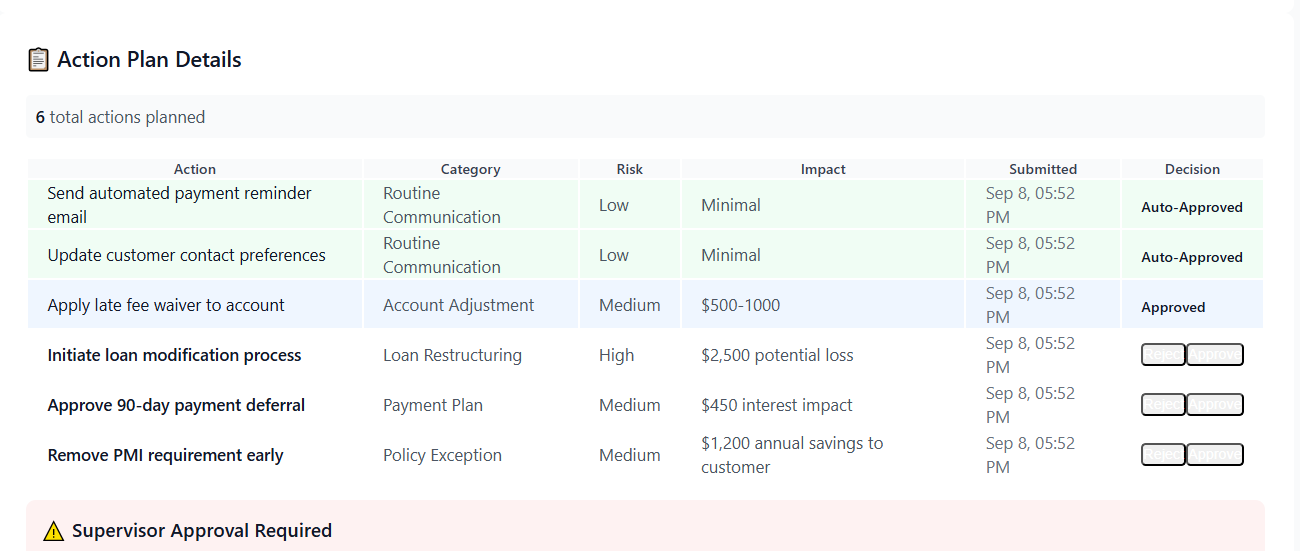 Action Plan Details
6 total actions planned
Action Category Risk Impact Submitted Decision
Send automated payment reminder
email
Routine
Communication
Low
Minimal
Sep 8, 05:52
PM
Auto-Approved
Update customer contact preferences
Routine
Communication
Low
Minimal
Sep 8, 05:52
PM
Auto-Approved
Apply late fee waiver to account
Account Adjustment
Medium
$500-1000
Sep 8, 05:52
PM
Approved
Initiate loan modification process
Loan Restructuring
High
$2,500 potential loss
Sep 8, 05:52
PM
Reject Approve
Approve 90-day payment deferral
Payment Plan
Medium
$450 interest impact
Sep 8, 05:52
PM
Reject Approve
Remove PMI requirement early
Policy Exception
Medium
$1,200 annual savings to
customer
Sep 8, 05:52
PM
Reject Approve
Supervisor Approval Required